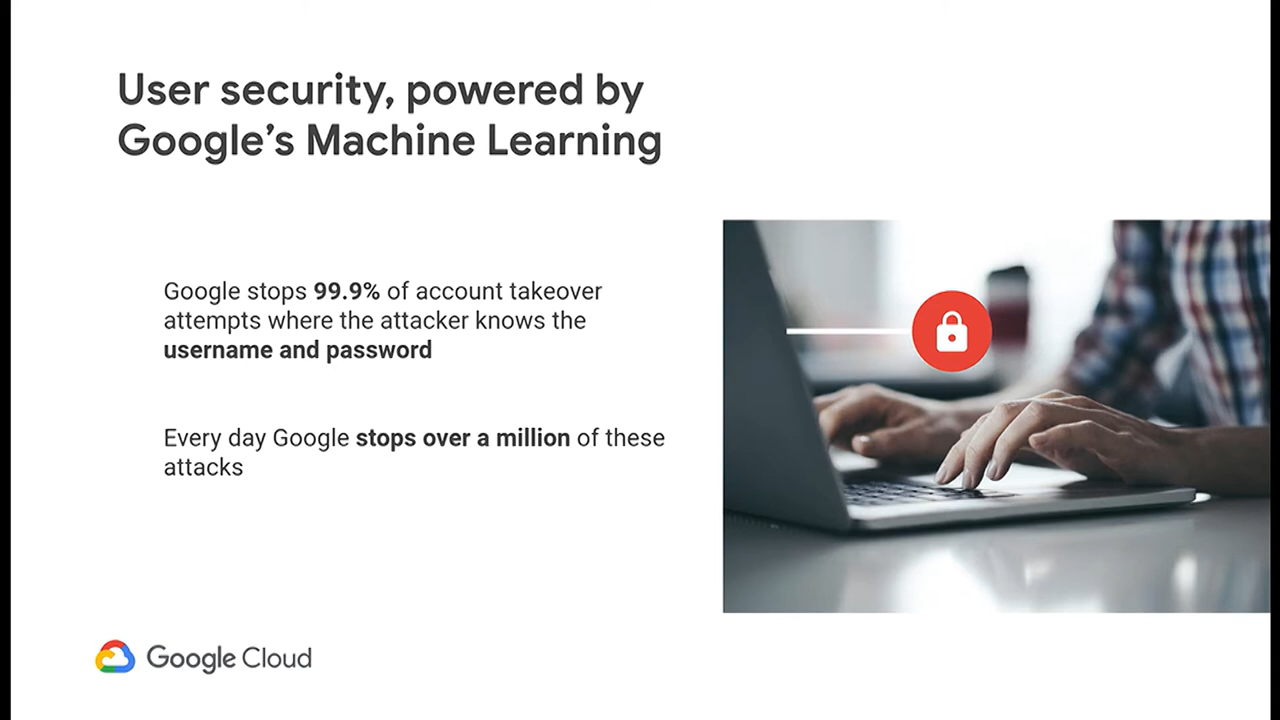 User security, powered by
Google’s Machine Learning
Google stops 99.9% of account takeover
attempts where the attacker knows the
username and password
Every day Google stops over a million of these
attacks
Google Cloud